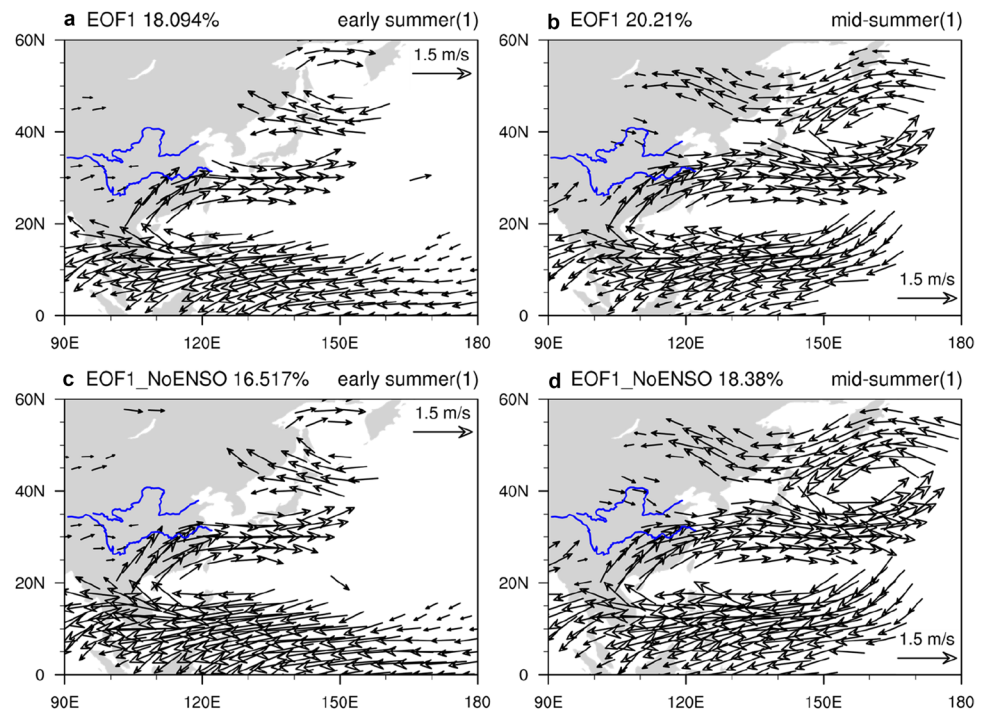 a EOF1 18.094% early summer(1)
b EOF1 20.21% mid-summer(1)
60N
40N
20N
0
1.5 m/s
90E 120E 150E 180
60N
40N
20N
0
1.5 m/s
90E 120E 150E 180
c EOF1_NoENSO 16.517% early summer(1)
d EOF1_NoENSO 18.38% mid-summer(1)
60N
40N
20N
0
1.5 m/s
90E 120E 150E 180
60N
40N
20N
0
1.5 m/s
90E 120E 150E 180